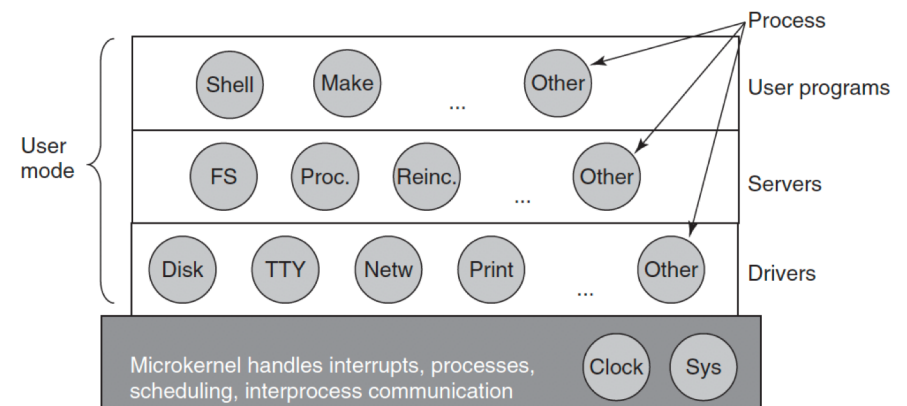 Process
Shell
Make
...
Other
User programs
User
mode
FS
Proc.
Reinc.
...
Other
Servers
Disk
TTY
Netw
Print
...
Other
Drivers
Microkernel handles interrupts, processes,
scheduling, interprocess communication
Clock
Sys